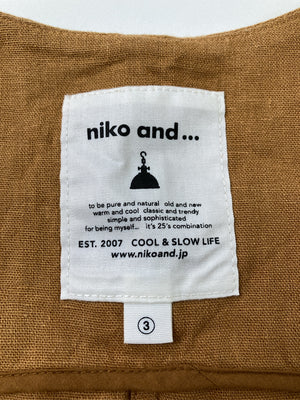 niko and...
to be pure and natural old and new
warm and cool classic and trendy
simple and sophisticated
for being myself... it's 25's combination
EST. 2007 COOL & SLOW LIFE
www.nikoand.jp
3